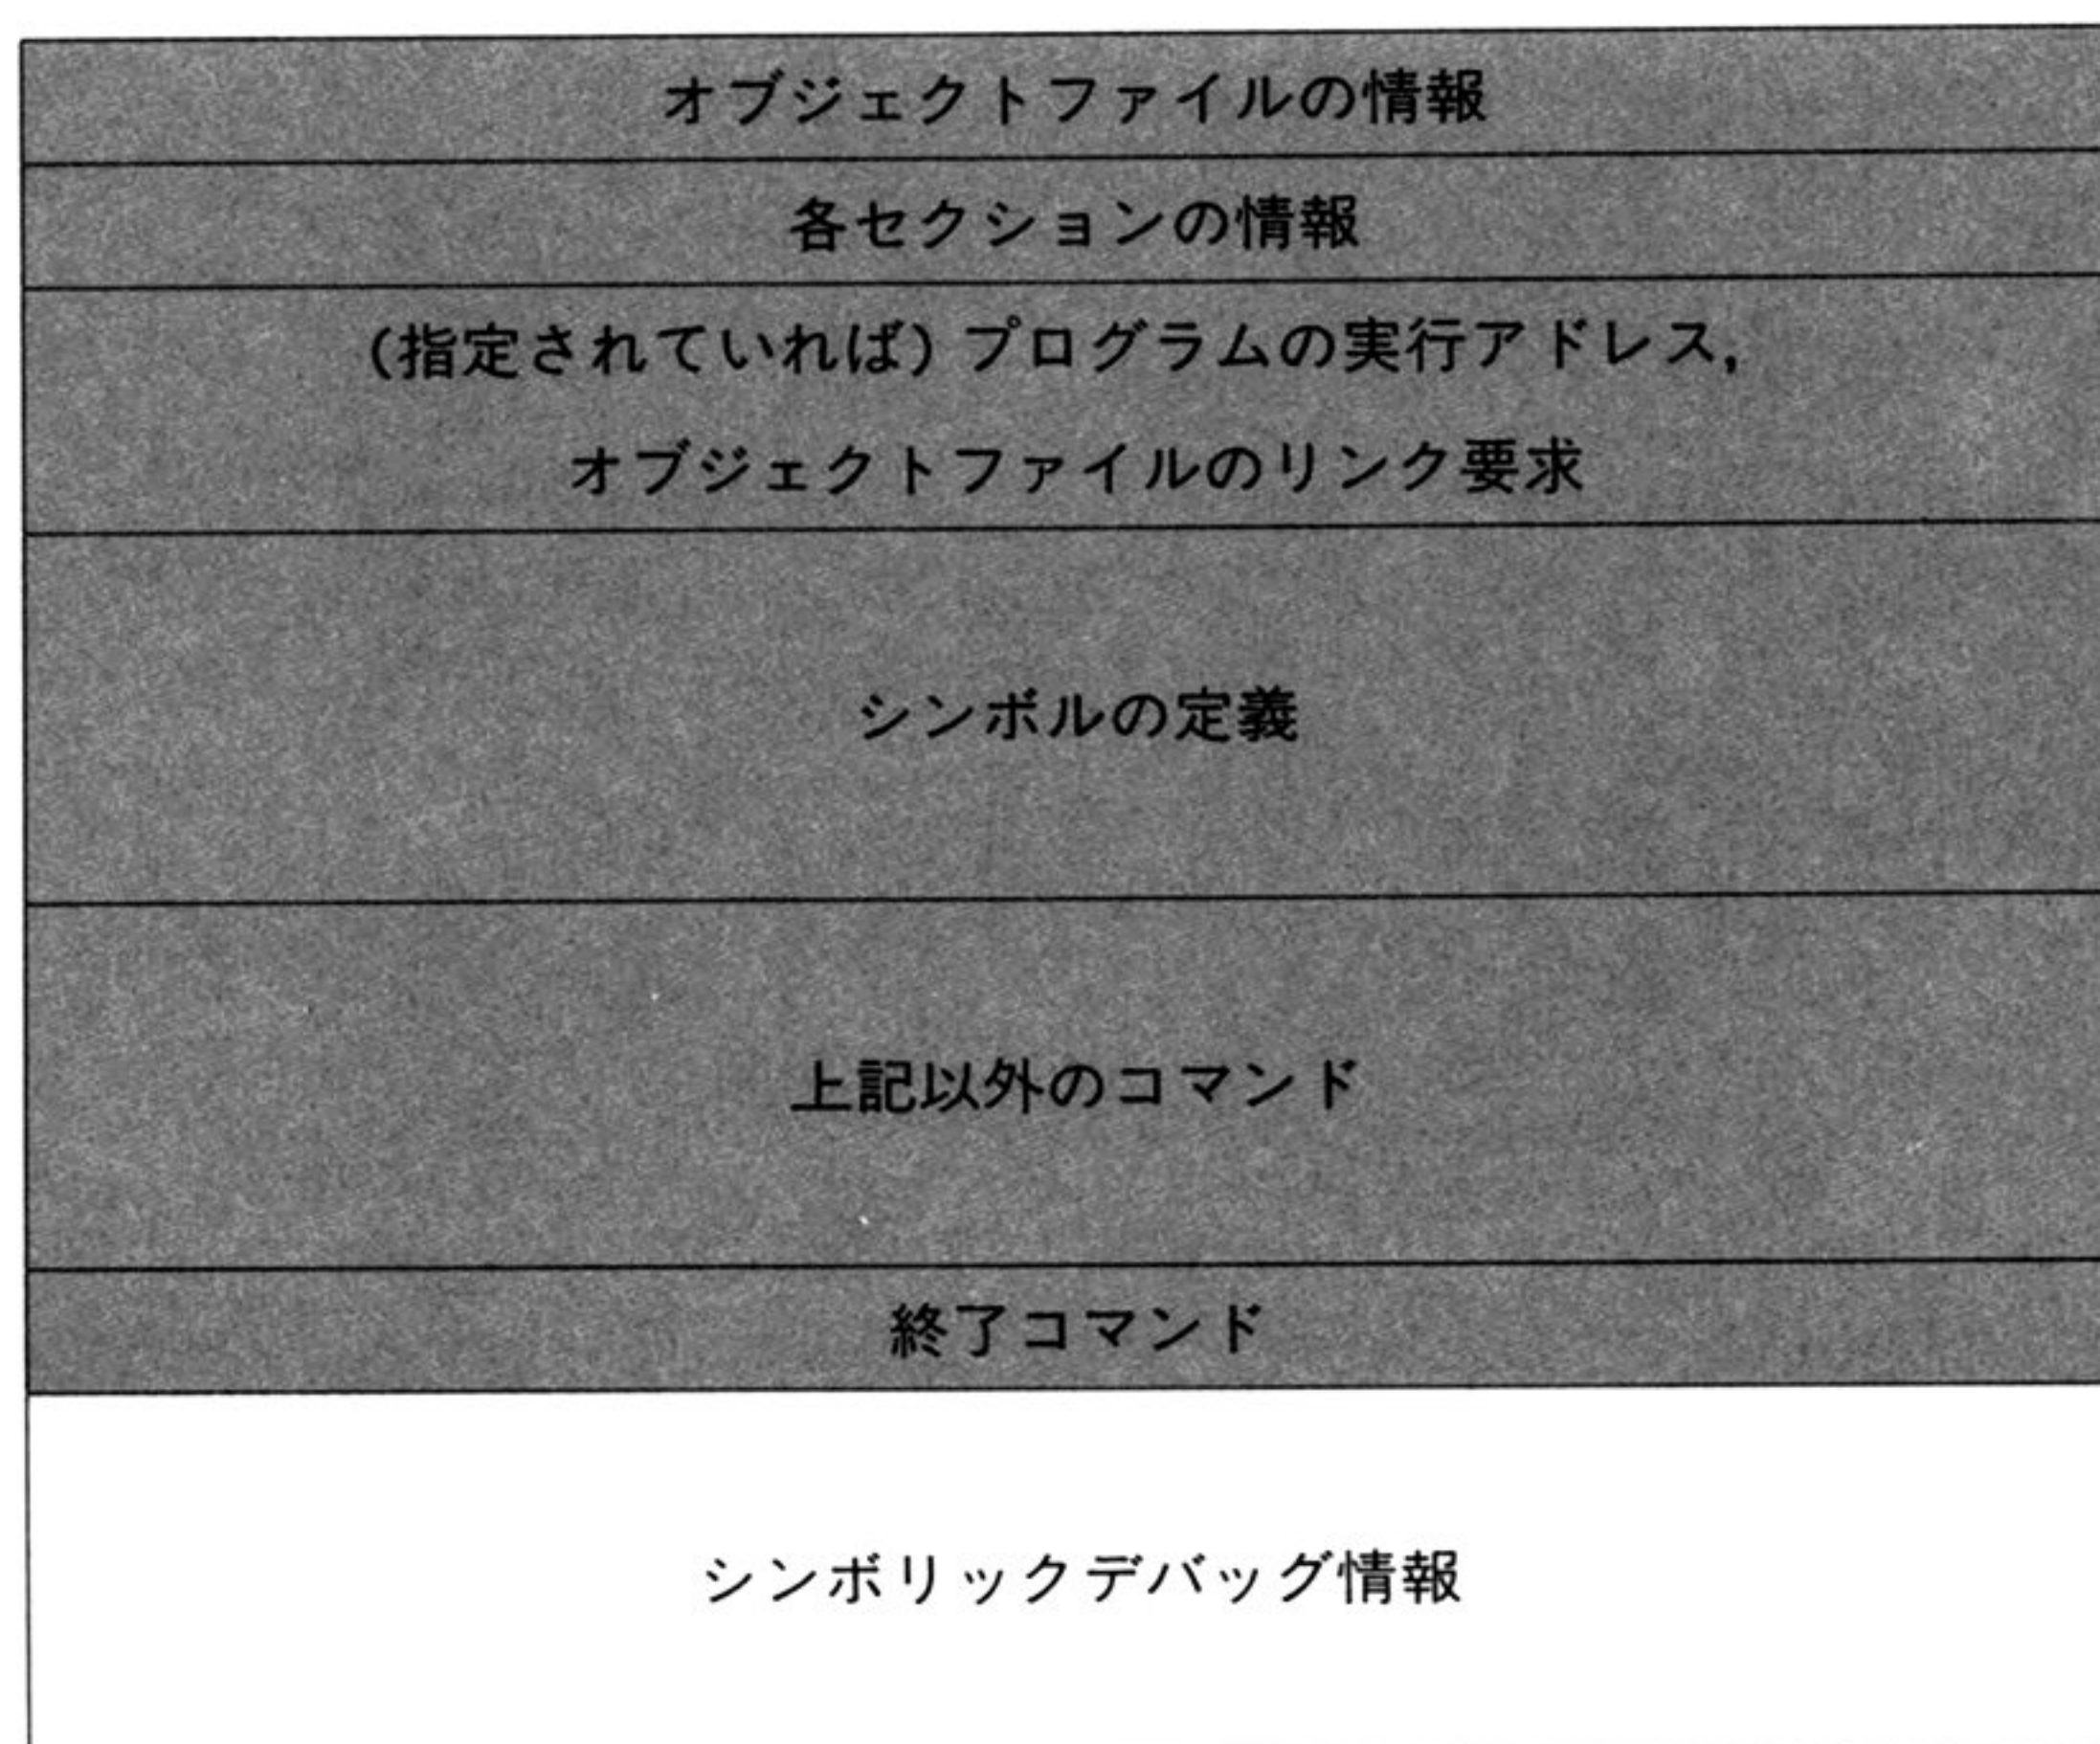 オブジェクトファイルの情報
各セクションの情報
(指定されていれば) プログラムの実行アドレス,
オブジェクトファイルのリンク要求
シンボルの定義
上記以外のコマンド
終了コマンド
シンボリックデバッグ情報